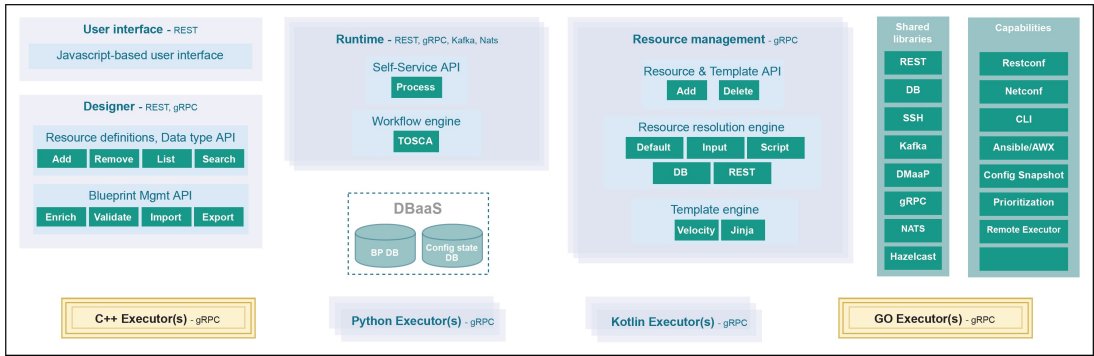 User interface - REST
Javascript-based user interface
Designer - REST, gRPC
Resource definitions, Data type API
Add
Remove
List
Search
Blueprint Mgmt API
Enrich
Validate
Import
Export
Runtime - REST, gRPC, Kafka, Nats
Self-Service API
Process
Workflow engine
TOSCA
DBaaS
BP DB
Config state
DB
Resource management - gRPC
Resource & Template API
Add
Delete
Resource resolution engine
Default
Input
Script
DB
REST
Template engine
Velocity
Jinja
Shared
libraries
REST
DB
SSH
Kafka
DMaaP
gRPC
NATS
Hazelcast
Capabilities
Restconf
Netconf
CLI
Ansible/AWX
Config Snapshot
Prioritization
Remote Executor
C++ Executor(s) - gRPC
Python Executor(s) - gRPC
Kotlin Executor(s) - gRPC
GO Executor(s) - gRPC